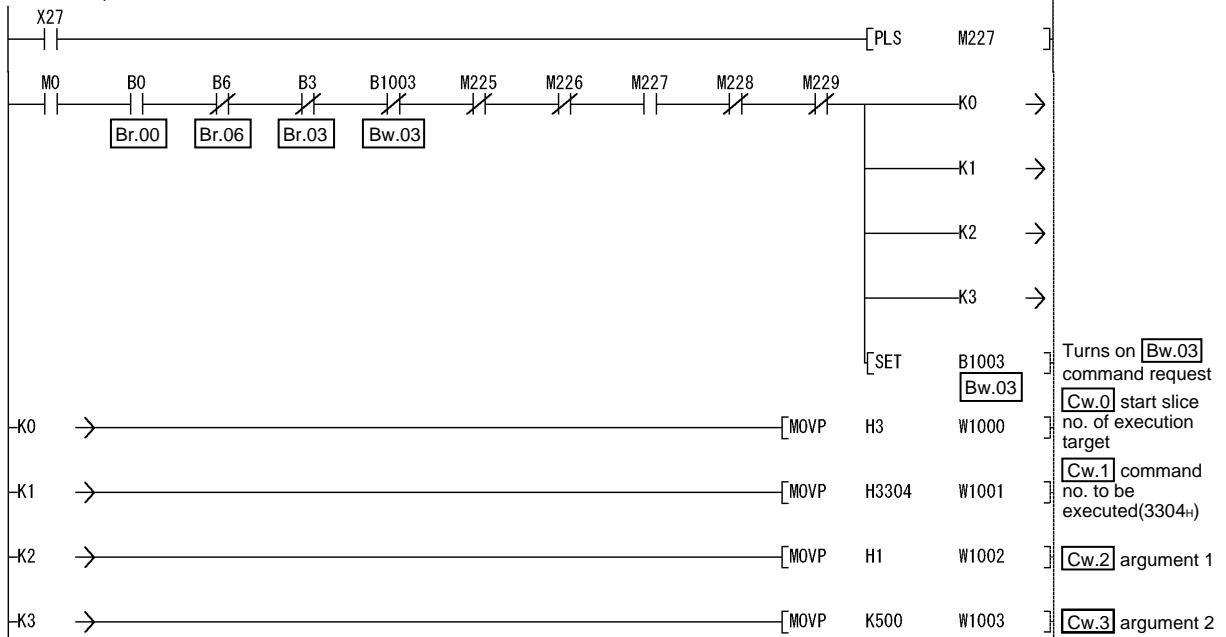 X27
[PLS M227 ]
M0 B0 B6 B3 B1003 M225 M226 M227 M228 M229
K0
Br.00 Br.06 Br.03 Bw.03
K1
K2
K3
[SET B1003 ] Turns on Bw.03
Bw.03 command request
K0 [MOVP H3 W1000 ] Cw.0 start slice
no. of execution
target
K1 [MOVP H3304 W1001 ] Cw.1 command
no. to be
executed(3304H)
K2 [MOVP H1 W1002 ] Cw.2 argument 1
K3 [MOVP K500 W1003 ] Cw.3 argument 2